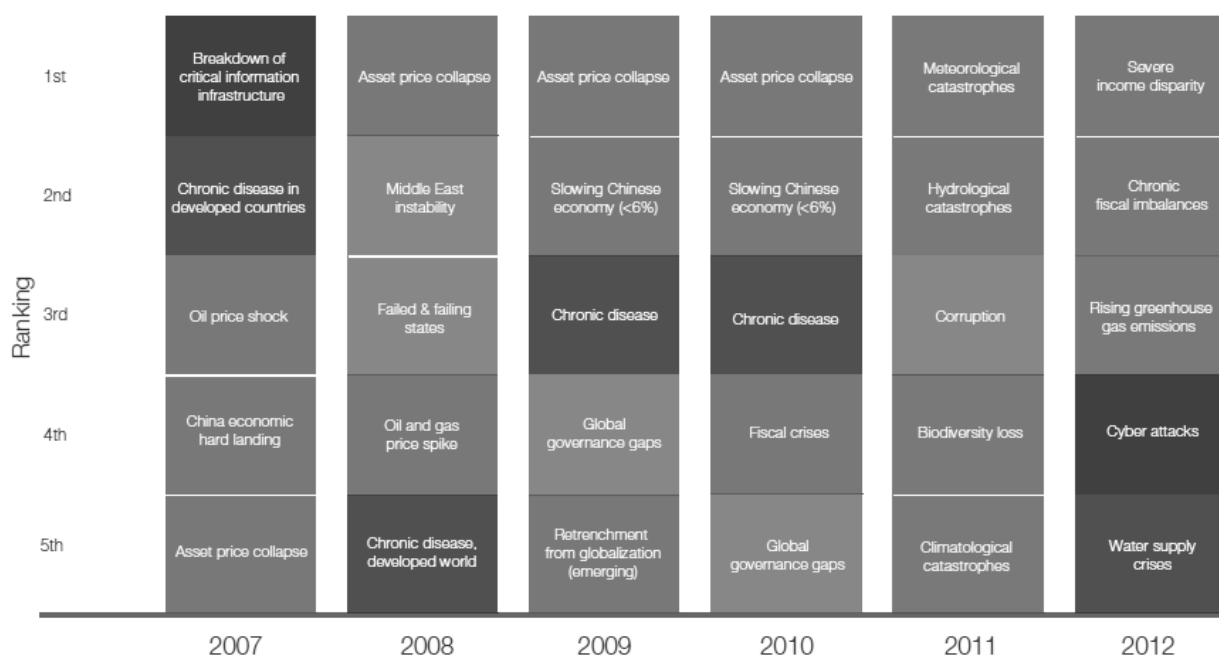 1st
Breakdown of
critical information
infrastructure
Asset price collapse
Asset price collapse
Asset price collapse
Meteorological
catastrophes
Severe
income disparity
2nd
Chronic disease in
developed countries
Middle East
instability
Slowing Chinese
economy (<6%)
Slowing Chinese
economy (<6%)
Hydrological
catastrophes
Chronic
fiscal imbalances
Ranking
3rd
Oil price shock
Failed & failing
states
Chronic disease
Chronic disease
Corruption
Rising greenhouse
gas emissions
4th
China economic
hard landing
Oil and gas
price spike
Global
governance gaps
Fiscal crises
Biodiversity loss
Cyber attacks
5th
Asset price collapse
Chronic disease,
developed world
Retrenchment
from globalization
(emerging)
Global
governance gaps
Climatological
catastrophes
Water supply
crises
2007
2008
2009
2010
2011
2012